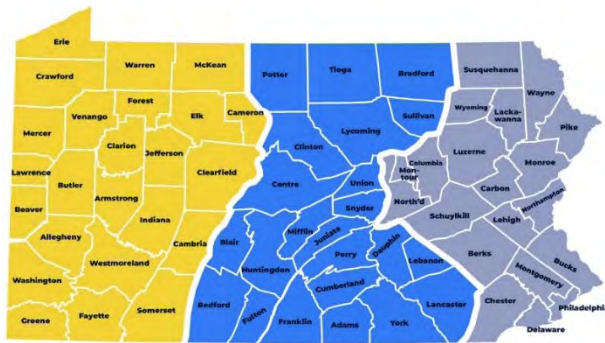 Erie
Crawford
Warren
McKean
Forest
Venango
Elk
Cameron
Mercer
Clarion
Jefferson
Clearfield
Lawrence
Butler
Beaver
Armstrong
Indiana
Allegheny
Cambria
Westmoreland
Washington
Greene
Fayette
Somerset
Potter
Tioga
Bradford
Sullivan
Lycoming
Clinton
Centre
Union
Snyder
Mifflin
Juniata
Blair
Huntingdon
Perry
Dauphin
Lebanon
Cumberland
Bedford
Fulton
Franklin
Adams
York
Lancaster
Susquehanna
Wayne
Wyoming
Lacka-
wanna
Pike
Luzerne
Columbia
Mon-
tour
Monroe
North'd
Carbon
Northampton
Schuylkill
Lehigh
Berks
Bucks
Montgomery
Chester
Philadelphia
Delaware